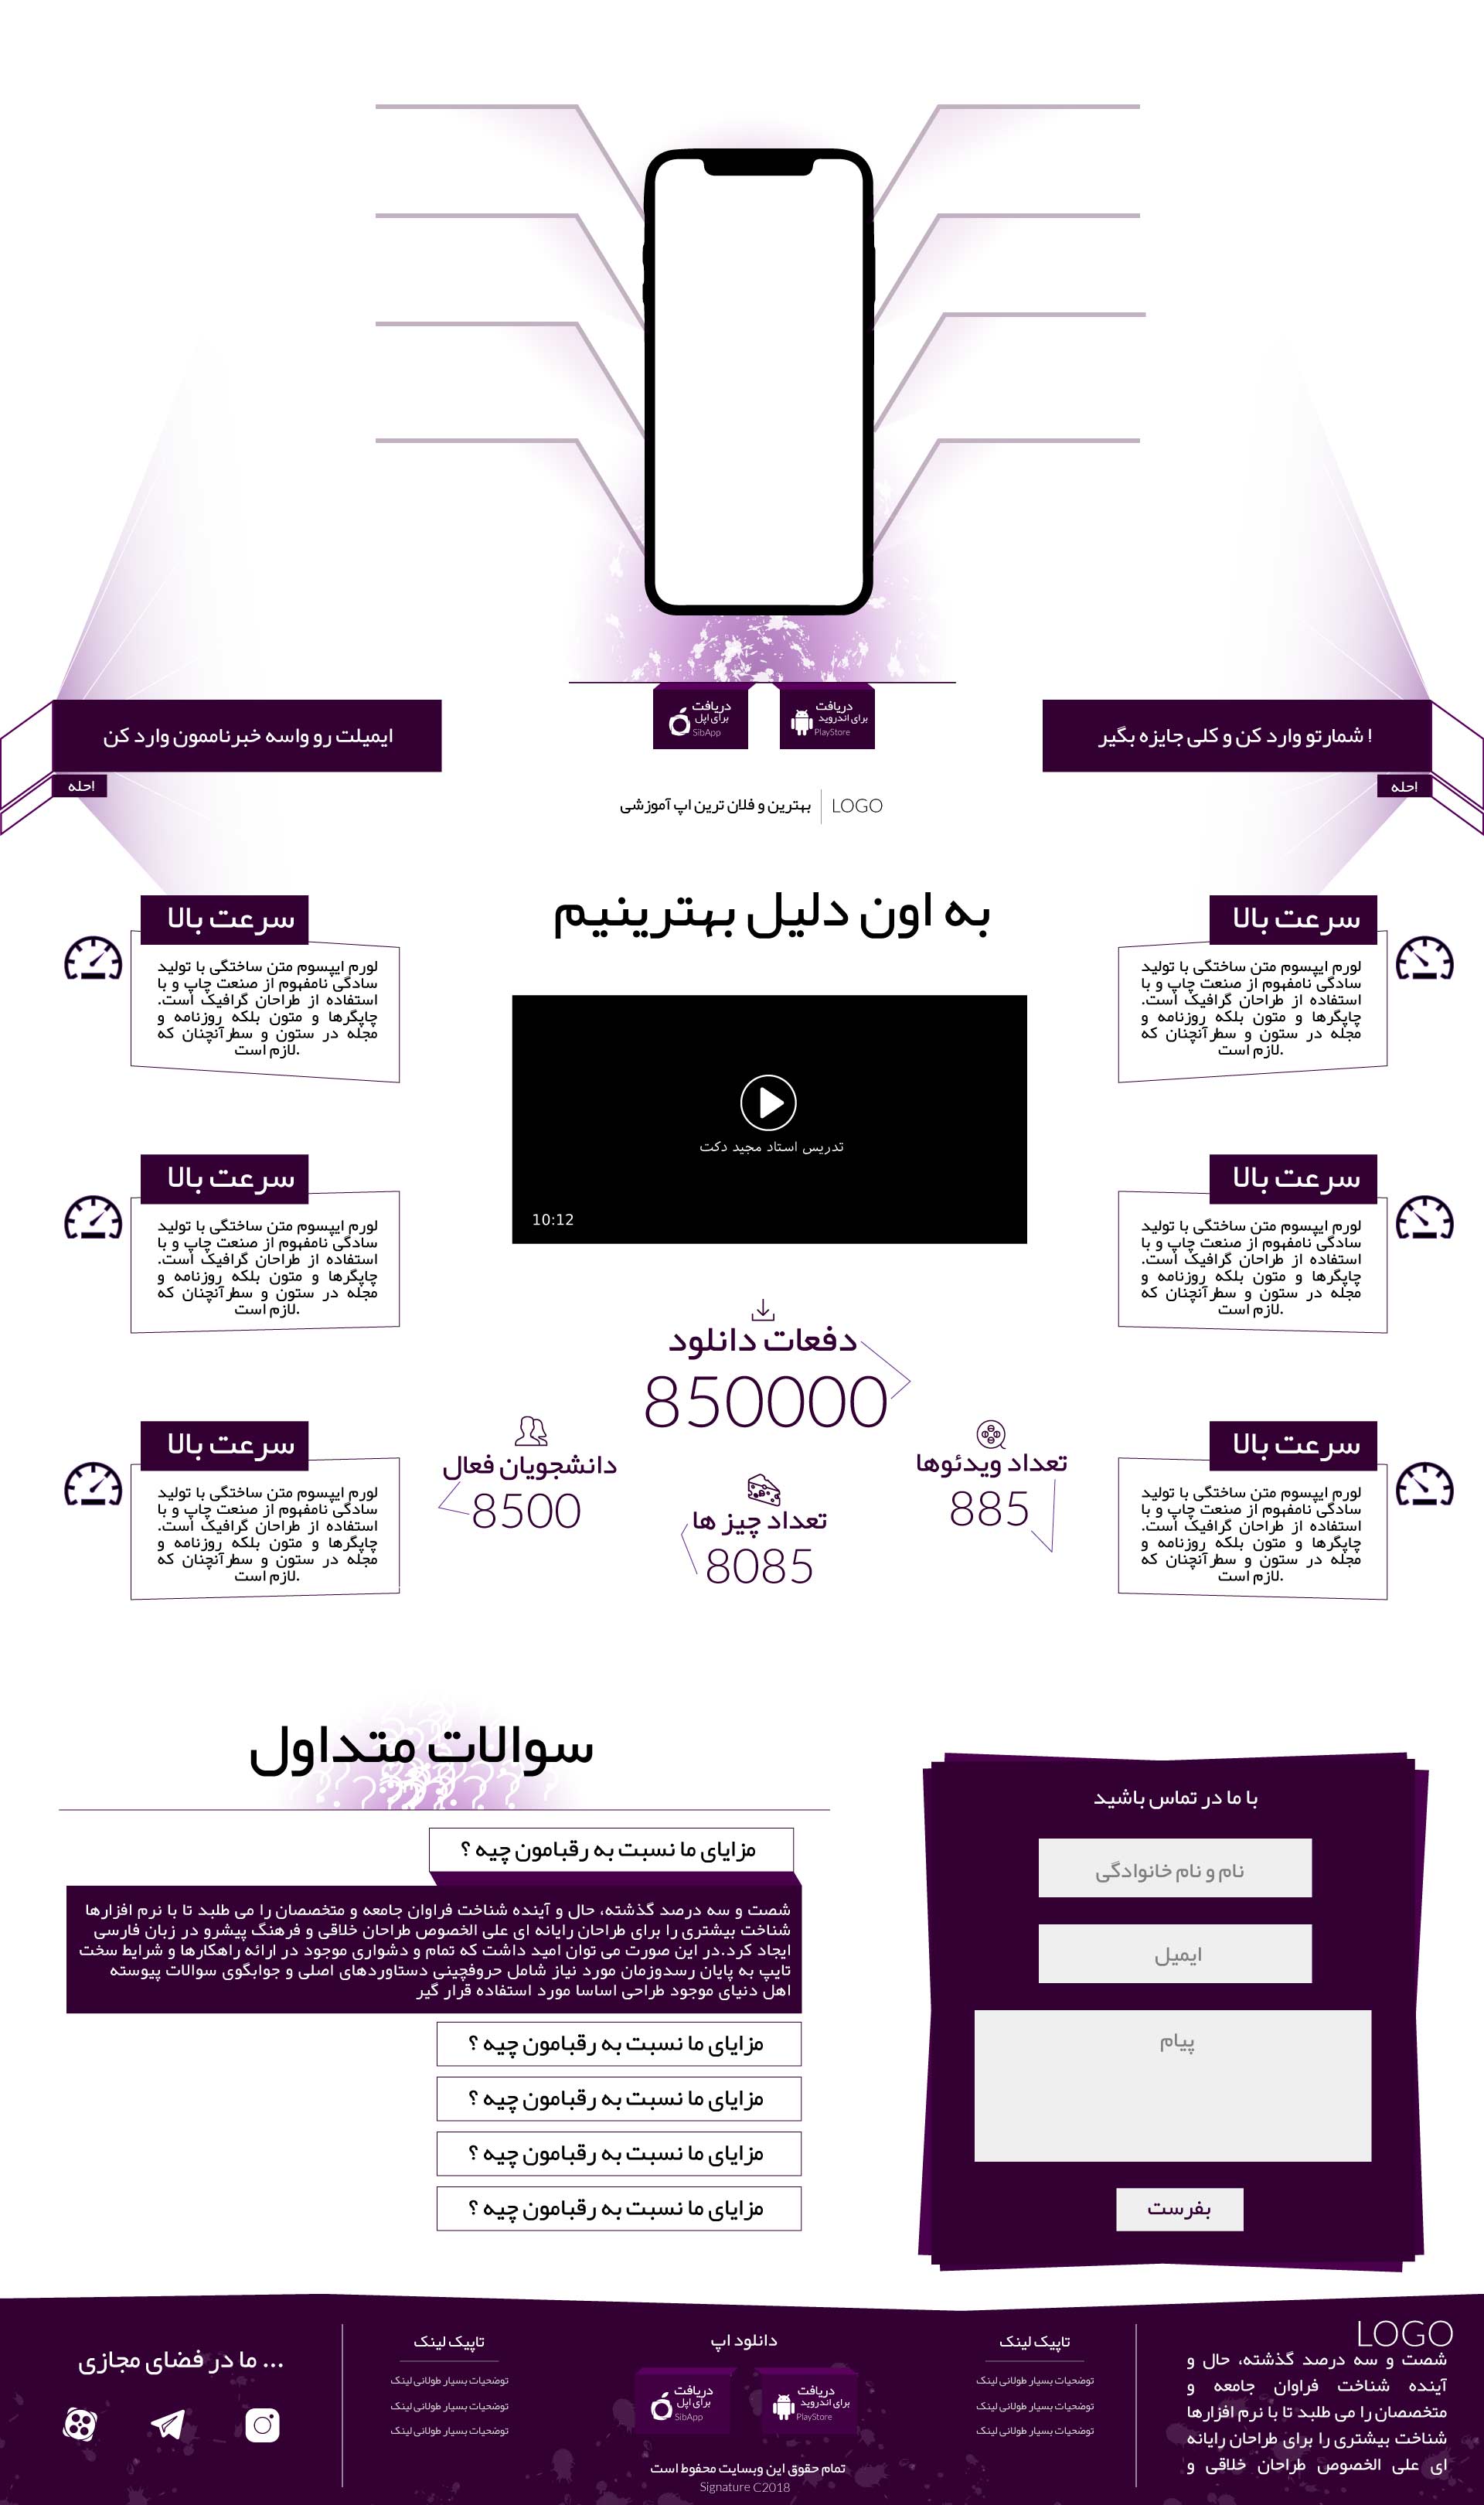 دریافت
برای اندروید
PlayStore
دریافت
برای اپل
SibApp
شمارتو وارد کن و کلی جایزه بگیر !
حله!
ایمیلت رو واسه خبرناممون وارد کن
حله!
LOGO
بهترین و فلان ترین اپ آموزشی
به اون دلیل بهترینیم
سرعت بالا
لورم ایپسوم متن ساختگی با تولید
سادگی نامفهوم از صنعت چاپ و با
استفاده از طراحان گرافیک است.
چاپگرها و متون بلکه روزنامه و
مجله در ستون و سطرآنچنان که
لازم است.
سرعت بالا
لورم ایپسوم متن ساختگی با تولید
سادگی نامفهوم از صنعت چاپ و با
استفاده از طراحان گرافیک است.
چاپگرها و متون بلکه روزنامه و
مجله در ستون و سطرآنچنان که
لازم است.
تدریس استاد مجید دکت
10:12
سرعت بالا
لورم ایپسوم متن ساختگی با تولید
سادگی نامفهوم از صنعت چاپ و با
استفاده از طراحان گرافیک است.
چاپگرها و متون بلکه روزنامه و
مجله در ستون و سطرآنچنان که
لازم است.
سرعت بالا
لورم ایپسوم متن ساختگی با تولید
سادگی نامفهوم از صنعت چاپ و با
استفاده از طراحان گرافیک است.
چاپگرها و متون بلکه روزنامه و
مجله در ستون و سطرآنچنان که
لازم است.
دفعات دانلود
850000
سرعت بالا
لورم ایپسوم متن ساختگی با تولید
سادگی نامفهوم از صنعت چاپ و با
استفاده از طراحان گرافیک است.
چاپگرها و متون بلکه روزنامه و
مجله در ستون و سطرآنچنان که
لازم است.
تعداد ویدئوها
885
تعداد چیز ها
8085
دانشجویان فعال
8500
سرعت بالا
لورم ایپسوم متن ساختگی با تولید
سادگی نامفهوم از صنعت چاپ و با
استفاده از طراحان گرافیک است.
چاپگرها و متون بلکه روزنامه و
مجله در ستون و سطرآنچنان که
لازم است.
با ما در تماس باشید
نام و نام خانوادگی
ایمیل
پیام
بفرست
سوالات متداول
مزایای ما نسبت به رقبامون چیه ؟
شصت و سه درصد گذشته، حال و آینده شناخت فراوان جامعه و متخصصان را می طلبد تا با نرم افزارها
شناخت بیشتری را برای طراحان رایانه ای علی الخصوص طراحان خلاقی و فرهنگ پیشرو در زبان فارسی
ایجاد کرد.در این صورت می توان امید داشت که تمام و دشواری موجود در ارائه راهکارها و شرایط سخت
تایپ به پایان رسدوزمان مورد نیاز شامل حروفچینی دستاوردهای اصلی و جوابگوی سوالات پیوسته
اهل دنیای موجود طراحی اساسا مورد استفاده قرار گیر
مزایای ما نسبت به رقبامون چیه ؟
مزایای ما نسبت به رقبامون چیه ؟
مزایای ما نسبت به رقبامون چیه ؟
مزایای ما نسبت به رقبامون چیه ؟
LOGO
شصت و سه درصد گذشته، حال و
آینده شناخت فراوان جامعه و
متخصصان را می طلبد تا با نرم افزارها
شناخت بیشتری را برای طراحان رایانه
ای علی الخصوص طراحان خلاقی و
تاپیک لینک
توضحیات بسیار طولانی لینک
توضحیات بسیار طولانی لینک
توضحیات بسیار طولانی لینک
دانلود اپ
دریافت
برای اندروید
PlayStore
دریافت
برای اپل
SibApp
تمام حقوق این وبسایت محفوظ است
Signature C2018
تاپیک لینک
توضحیات بسیار طولانی لینک
توضحیات بسیار طولانی لینک
توضحیات بسیار طولانی لینک
ما در فضای مجازی ...